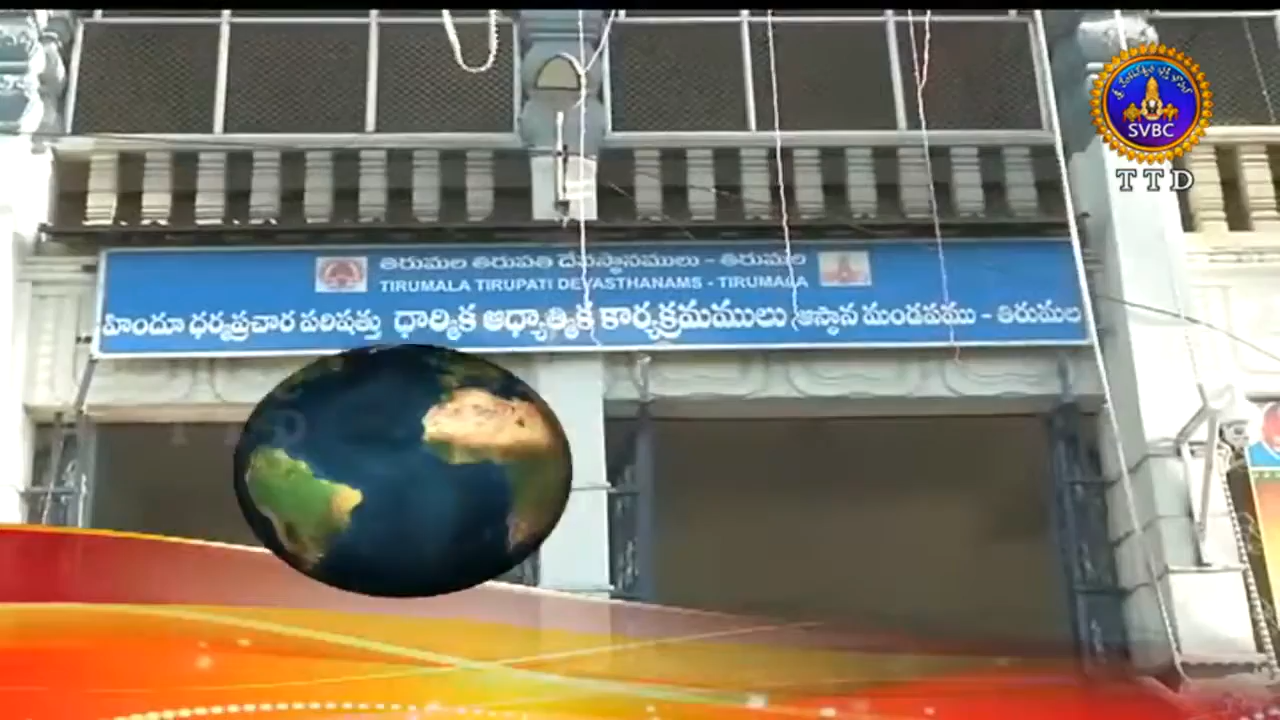 తిరుమల తిరుపతి దేవస్థానములు - తిరుమల
TIRUMALA TIRUPATI DEVASTHANAMS - TIRUMALA
హిందూ ధర్మప్రచార పరిషత్తు ధార్మిక ఆధ్యాత్మిక కార్యక్రమములు ఆస్థాన మండపము - తిరుమల
SVBC
TTD